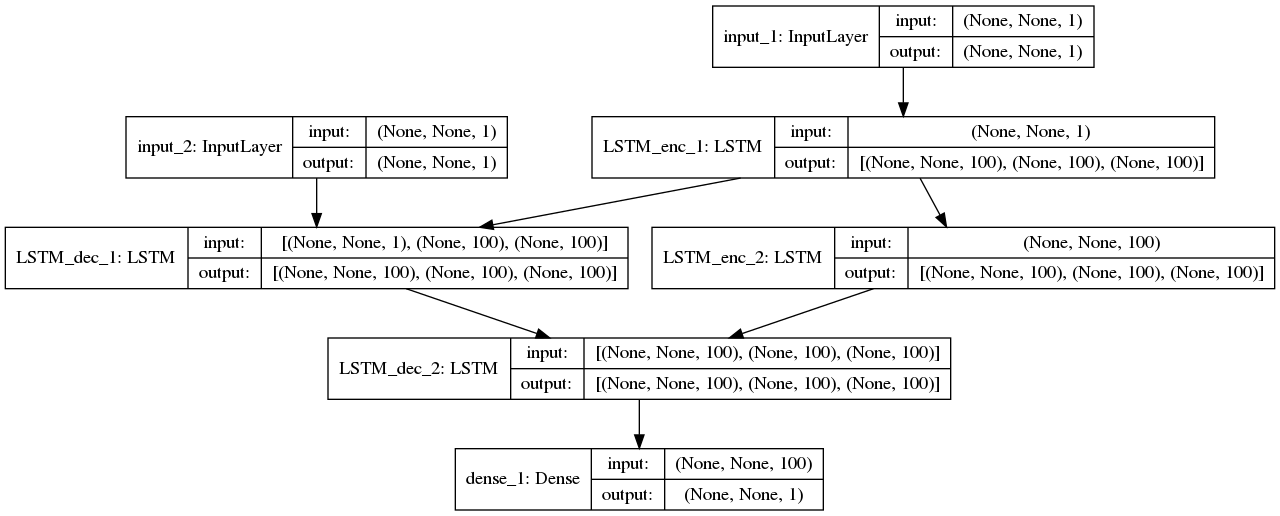 input_1: InputLayer
input:
(None, None, 1)
output:
(None, None, 1)
input_2: InputLayer
input:
(None, None, 1)
output:
(None, None, 1)
LSTM_enc_1: LSTM
input:
(None, None, 1)
output:
[(None, None, 100), (None, 100), (None, 100)]
LSTM_dec_1: LSTM
input:
[(None, None, 1), (None, 100), (None, 100)]
output:
[(None, None, 100), (None, 100), (None, 100)]
LSTM_enc_2: LSTM
input:
(None, None, 100)
output:
[(None, None, 100), (None, 100), (None, 100)]
LSTM_dec_2: LSTM
input:
[(None, None, 100), (None, 100), (None, 100)]
output:
[(None, None, 100), (None, 100), (None, 100)]
dense_1: Dense
input:
(None, None, 100)
output:
(None, None, 1)